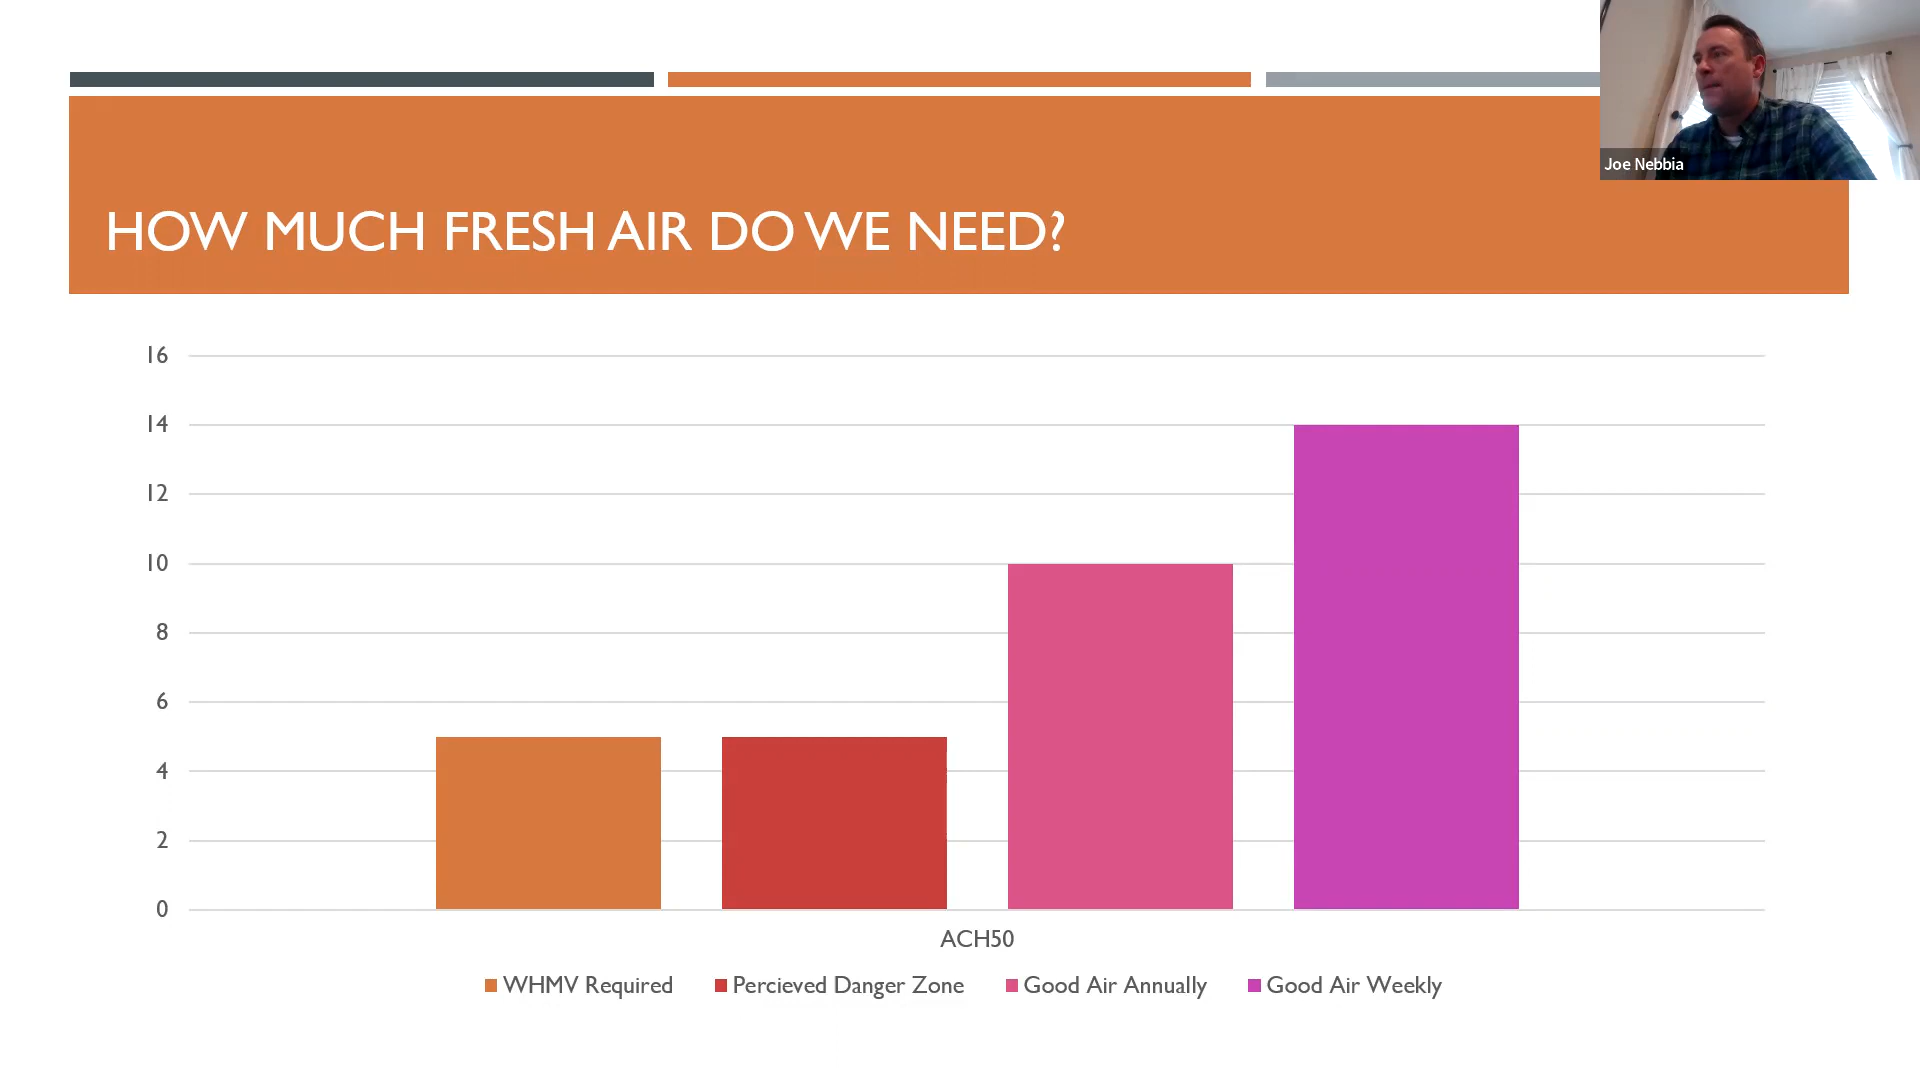 Joe Nebbia
HOW MUCH FRESH AIR DO WE NEED?
16
14
12
10
8
6
4
2
0
ACH50
WHMV Required Percieved Danger Zone Good Air Annually Good Air Weekly